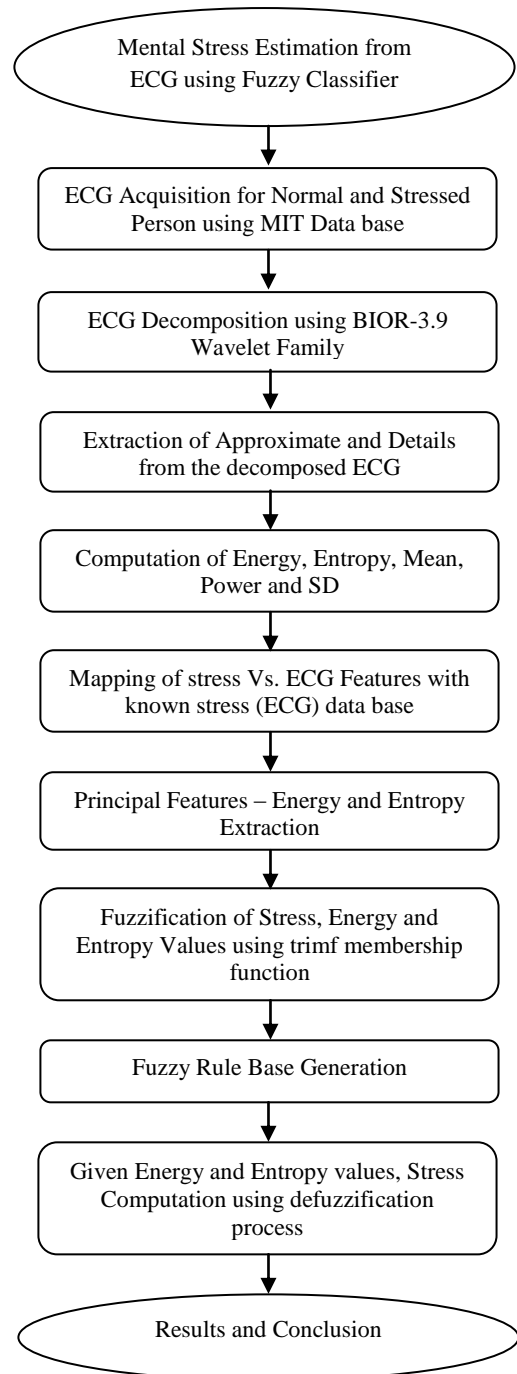 Mental Stress Estimation from
ECG using Fuzzy Classifier
ECG Acquisition for Normal and Stressed
Person using MIT Data base
ECG Decomposition using BIOR-3.9
Wavelet Family
Extraction of Approximate and Details
from the decomposed ECG
Computation of Energy, Entropy, Mean,
Power and SD
Mapping of stress Vs. ECG Features with
known stress (ECG) data base
Principal Features – Energy and Entropy
Extraction
Fuzzification of Stress, Energy and
Entropy Values using trimf membership
function
Fuzzy Rule Base Generation
Given Energy and Entropy values, Stress
Computation using defuzzification
process
Results and Conclusion